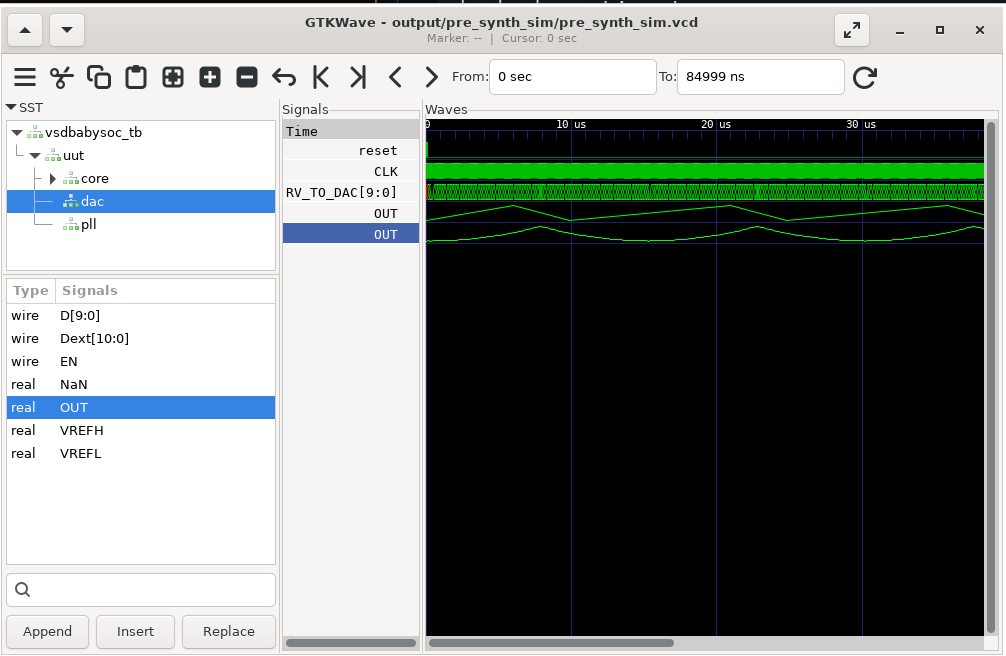 GTKWave - output/pre_synth_sim/pre_synth_sim.vcd
Marker: -- | Cursor: 0 sec
From: 0 sec To: 84999 ns
SST
vsdbabysoc_tb
uut
core
dac
pll
Type Signals
wire D[9:0]
wire Dext[10:0]
wire EN
real NaN
real OUT
real VREFH
real VREFL
Append Insert Replace
Signals
Time
reset
CLK
RV_TO_DAC[9:0]
OUT
OUT
Waves
0 10 us 20 us 30 us